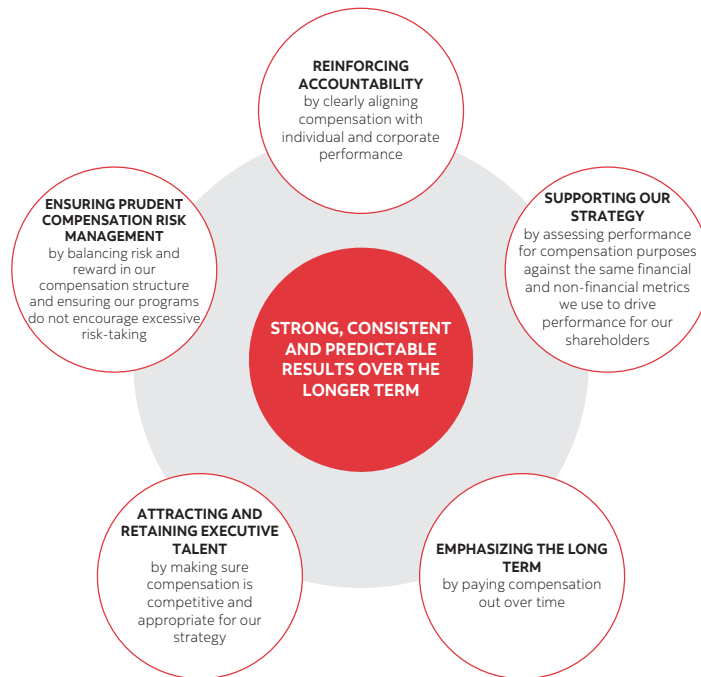 REINFORCING
ACCOUNTABILITY
by clearly aligning
compensation with
individual and corporate
performance
ENSURING PRUDENT
COMPENSATION RISK
MANAGEMENT
by balancing risk and
reward in our
compensation structure
and ensuring our programs
do not encourage excessive
risk-taking
SUPPORTING OUR
STRATEGY
by assessing performance
for compensation purposes
against the same financial
and non-financial metrics
we use to drive
performance for our
shareholders
STRONG, CONSISTENT
AND PREDICTABLE
RESULTS OVER THE
LONGER TERM
ATTRACTING AND
RETAINING EXECUTIVE
TALENT
by making sure
compensation is
competitive and
appropriate for our
strategy
EMPHASIZING THE LONG
TERM
by paying compensation
out over time